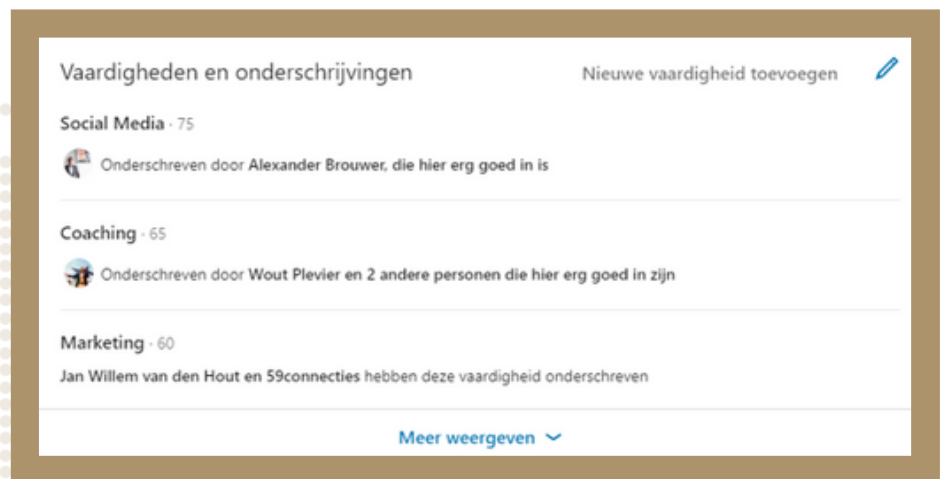 Vaardigheden en onderschrijvingen Nieuwe vaardigheid toevoegen
Social Media · 75
Onderschreven door Alexander Brouwer, die hier erg goed in is
Coaching · 65
Onderschreven door Wout Plevier en 2 andere personen die hier erg goed in zijn
Marketing · 60
Jan Willem van den Hout en 59connecties hebben deze vaardigheid onderschreven
Meer weergeven